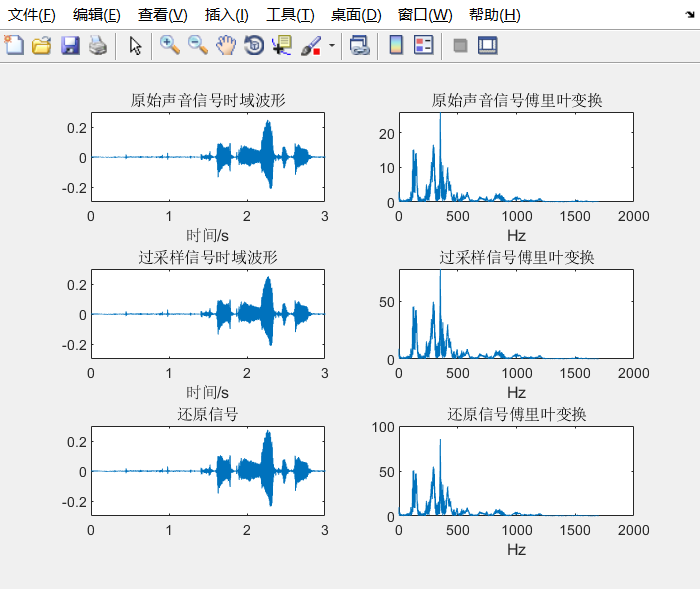 文件(F) 编辑(E) 查看(V) 插入(I) 工具(T) 桌面(D) 窗口(W) 帮助(H)
原始声音信号时域波形
0.2
0
-0.2
0 1 2 3
时间/s
原始声音信号傅里叶变换
20
10
0
0 500 1000 1500 2000
Hz
过采样信号时域波形
0.2
0
-0.2
0 1 2 3
时间/s
过采样信号傅里叶变换
50
0
0 500 1000 1500 2000
Hz
还原信号
0.2
0
-0.2
0 1 2 3
还原信号傅里叶变换
100
50
0
0 500 1000 1500 2000
Hz